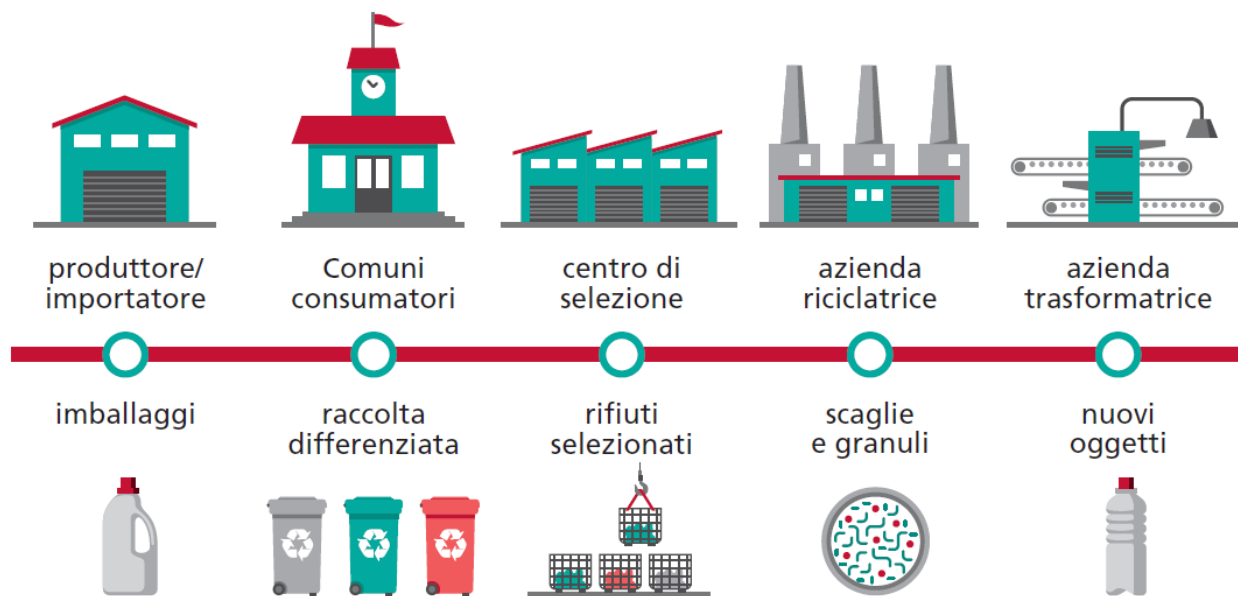 produttore/
importatore
Comuni
consumatori
centro di
selezione
azienda
riciclatrice
azienda
trasformatrice
imballaggi
raccolta
differenziata
rifiuti
selezionati
scaglie
e granuli
nuovi
oggetti